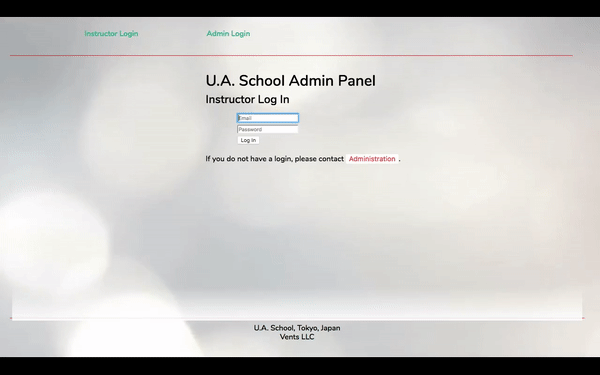 Instructor Login Admin Login
U.A. School Admin Panel
Instructor Log In
Email
Password
Log In
If you do not have a login, please contact Administration .
U.A. School, Tokyo, Japan
Vents LLC